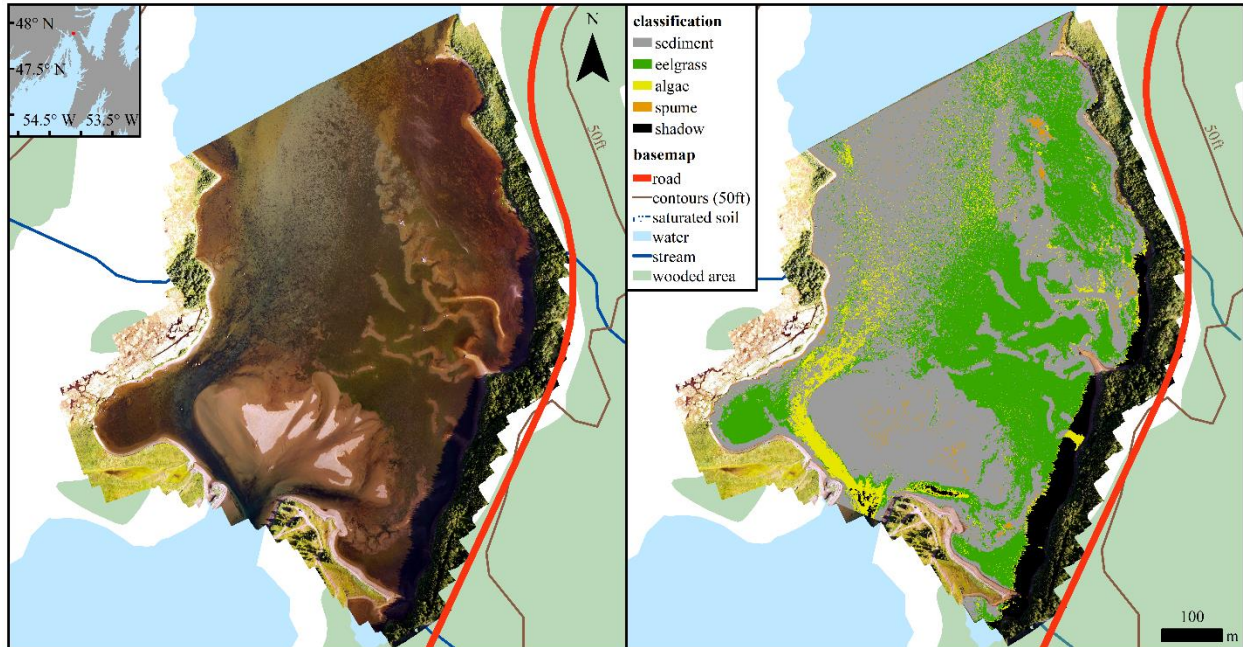 48° N
47.5° N
54.5° W 53.5° W
N
50ft
classification
sediment
eelgrass
algae
spume
shadow
basemap
road
contours (50ft)
saturated soil
water
stream
wooded area
50ft
100
m